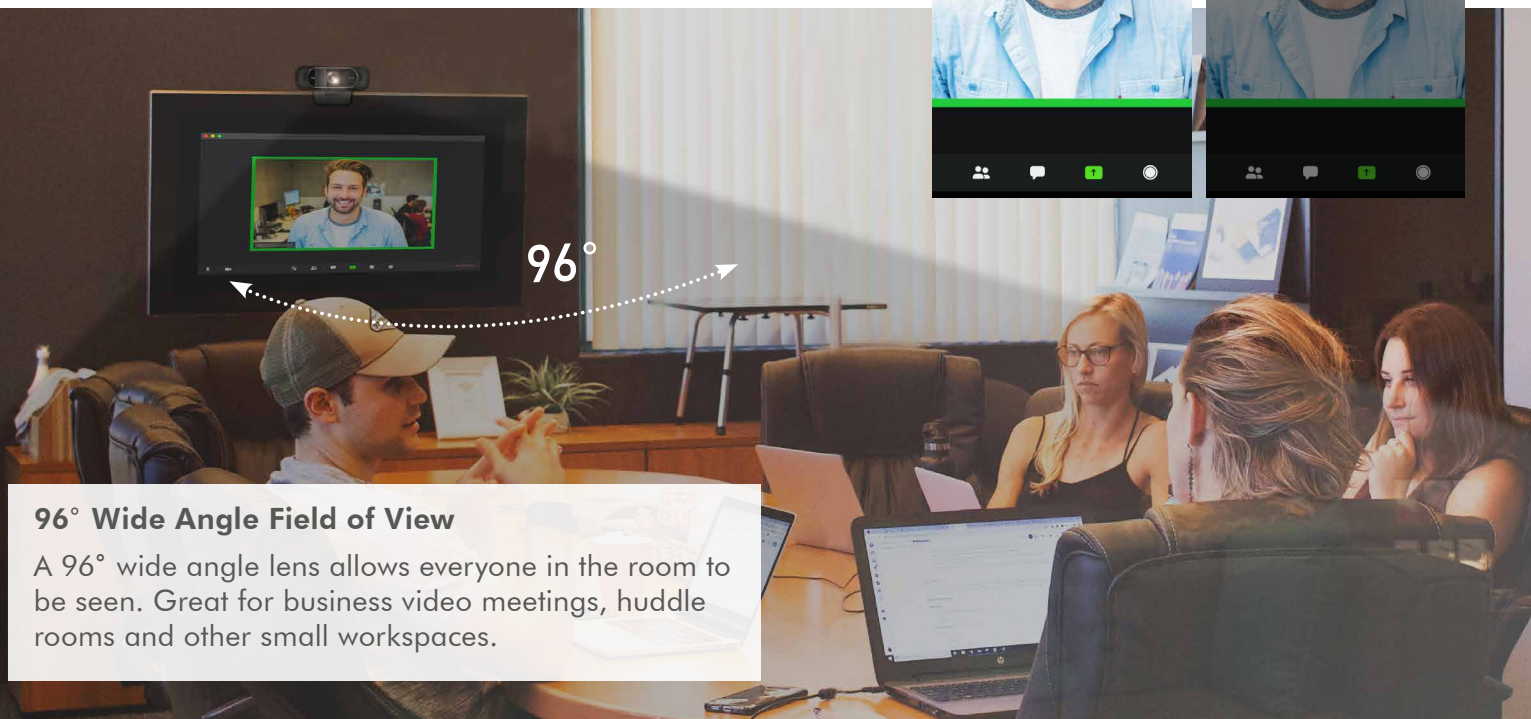 96°
96° Wide Angle Field of View
A 96° wide angle lens allows everyone in the room to
be seen. Great for business video meetings, huddle
rooms and other small workspaces.